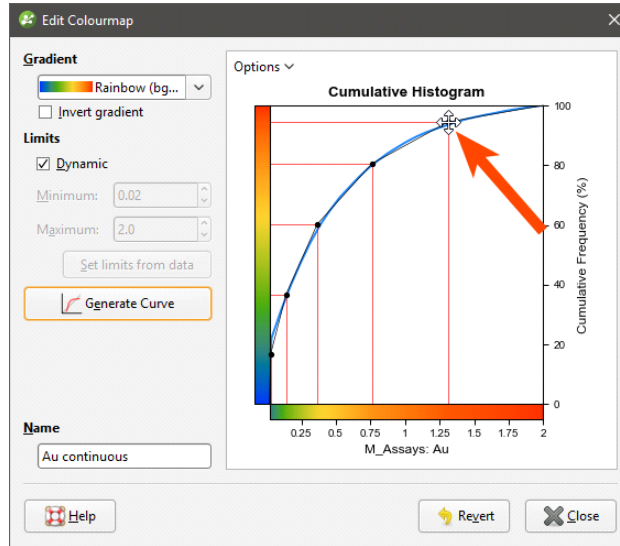 Edit Colourmap
Gradient
Rainbow (bg...
Invert gradient
Limits
Dynamic
Minimum: 0.02
Maximum: 2.0
Set limits from data
Generate Curve
Name
Au continuous
Options
Cumulative Histogram
100
80
60
40
20
0
Cumulative Frequency (%)
0.25 0.5 0.75 1 1.25 1.5 1.75 2
M_Assays: Au
Help
Revert
Close